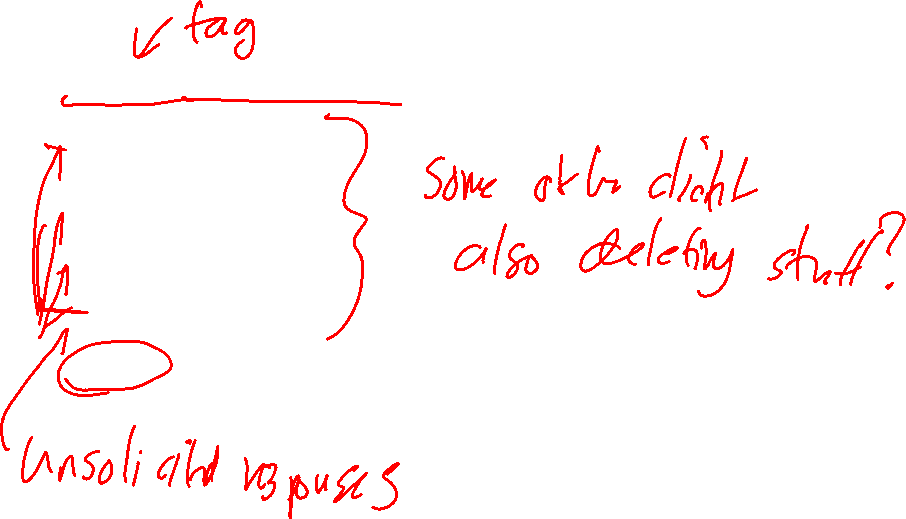 tag
some other client
also deleting stuff?
unsolicited responses